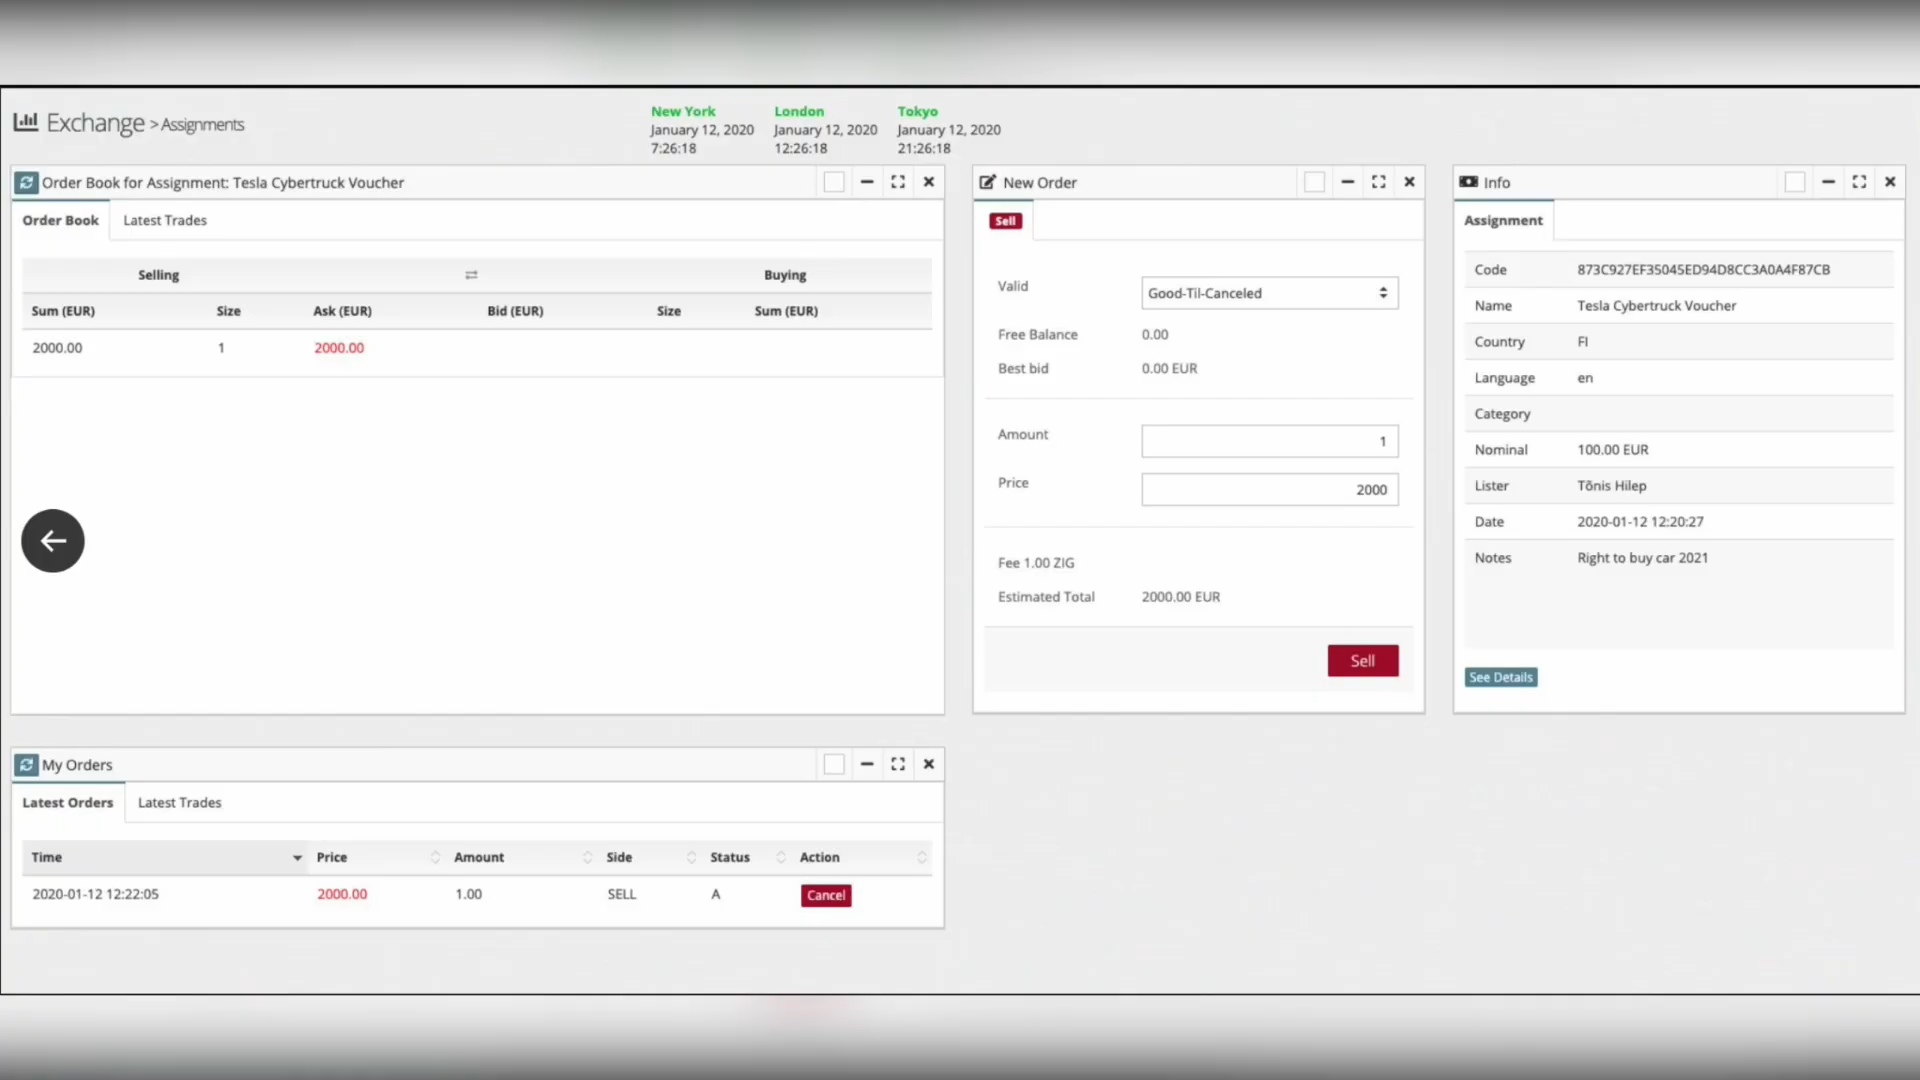 Exchange > Assignments
New York London Tokyo
January 12, 2020 January 12, 2020 January 12, 2020
7:26:18 12:26:18 21:26:18
Order Book for Assignment: Tesla Cybertruck Voucher
Order Book Latest Trades
Selling Buying
Sum (EUR) Size Ask (EUR) Bid (EUR) Size Sum (EUR)
2000.00 1 2000.00
New Order
Sell
Valid Good-Til-Canceled
Free Balance 0.00
Best bid 0.00 EUR
Amount 1
Price 2000
Fee 1.00 ZIG
Estimated Total 2000.00 EUR
Sell
Info
Assignment
Code 873C927EF35045ED94D8CC3A0A4F87CB
Name Tesla Cybertruck Voucher
Country FI
Language en
Category
Nominal 100.00 EUR
Lister Tõnis Hilep
Date 2020-01-12 12:20:27
Notes Right to buy car 2021
See Details
My Orders
Latest Orders Latest Trades
Time Price Amount Side Status Action
2020-01-12 12:22:05 2000.00 1.00 SELL A Cancel